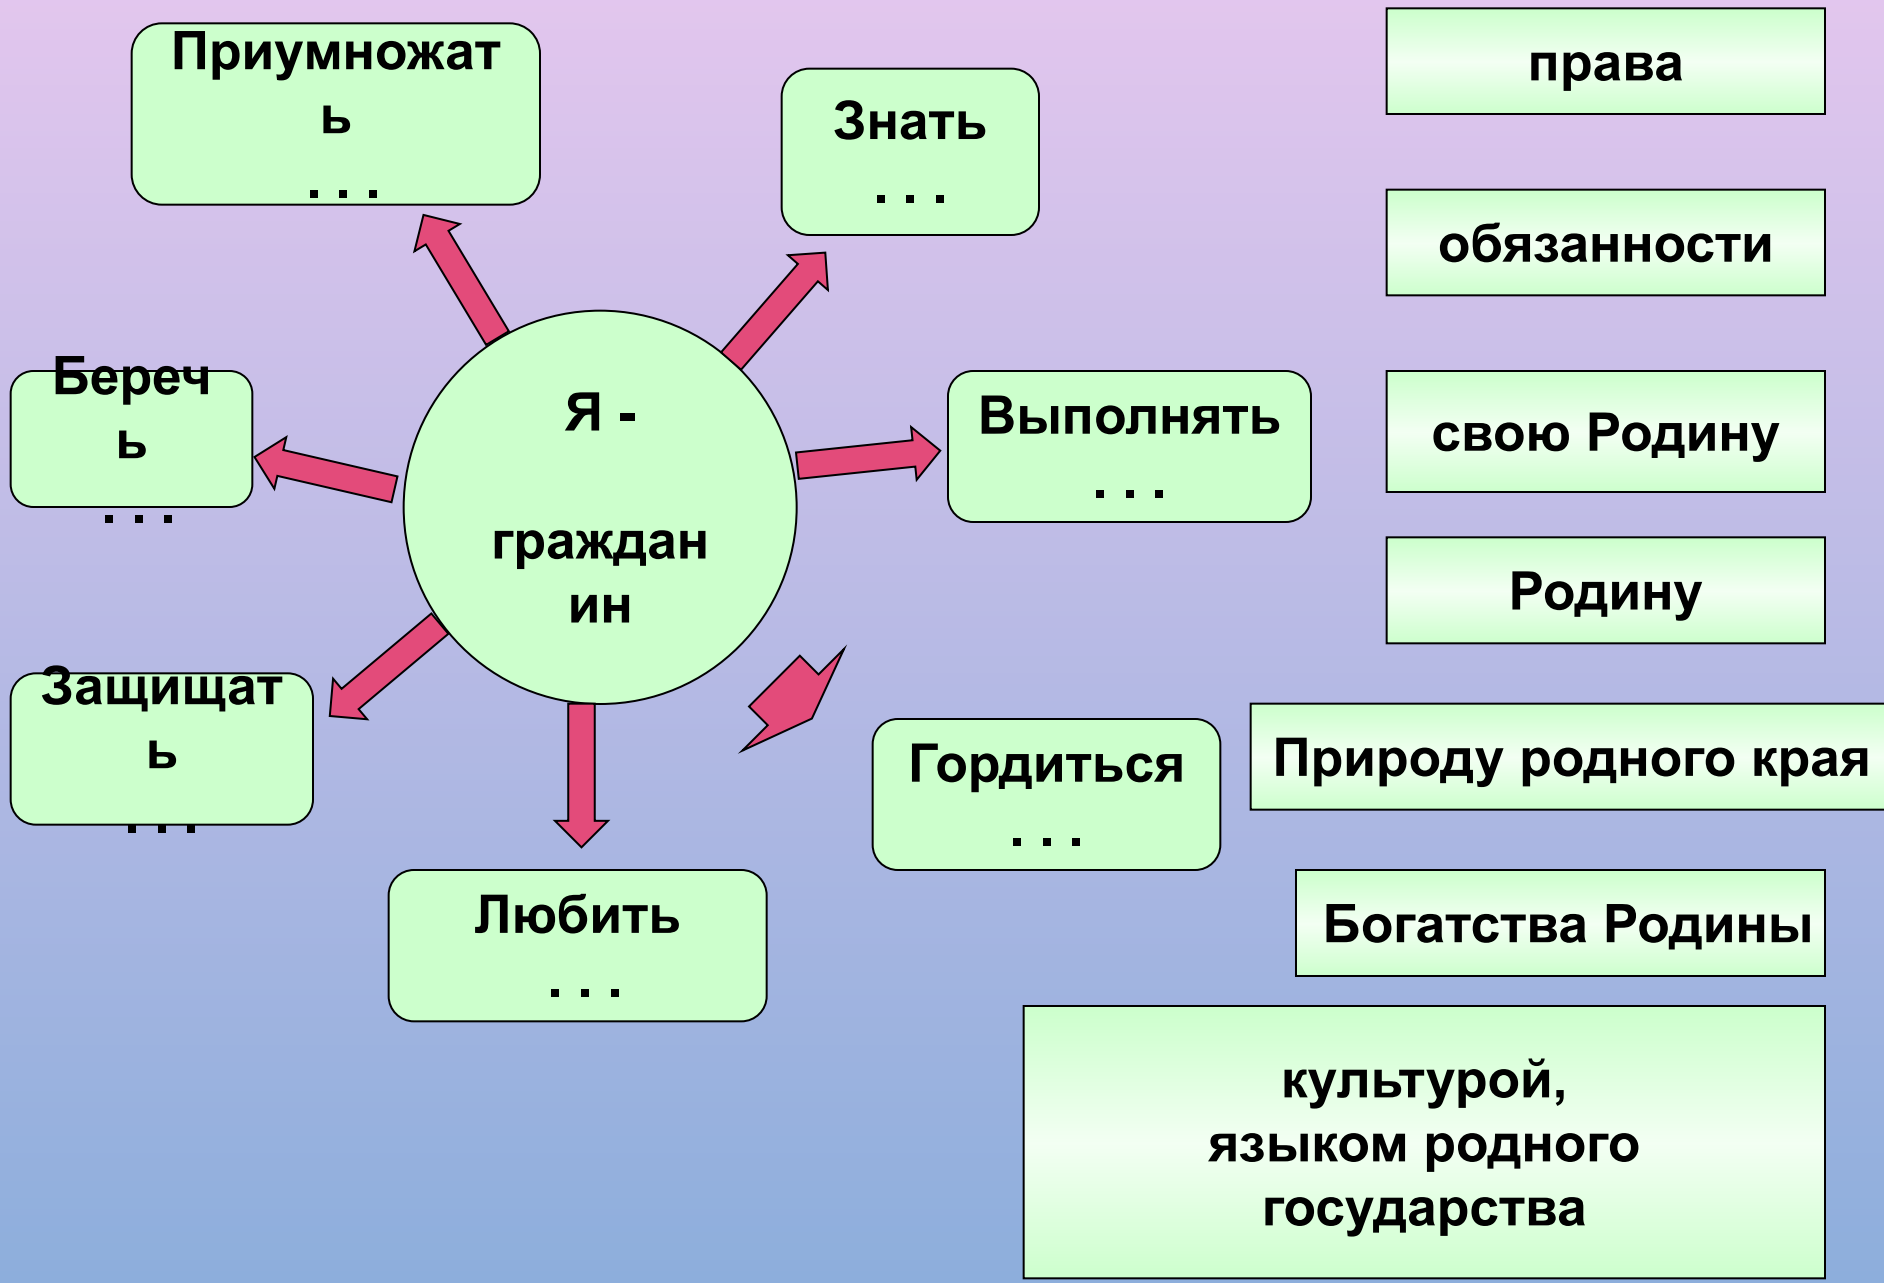 Приумножат
ь
. . .
Знать
. . .
Беречь
ь
. . .
Я -
граждан
ин
Выполнять
. . .
Защищат
ь
. . .
Любить
. . .
Гордиться
. . .
права
обязанности
свою Родину
Родину
Природу родного края
Богатства Родины
культурой,
языком родного
государства